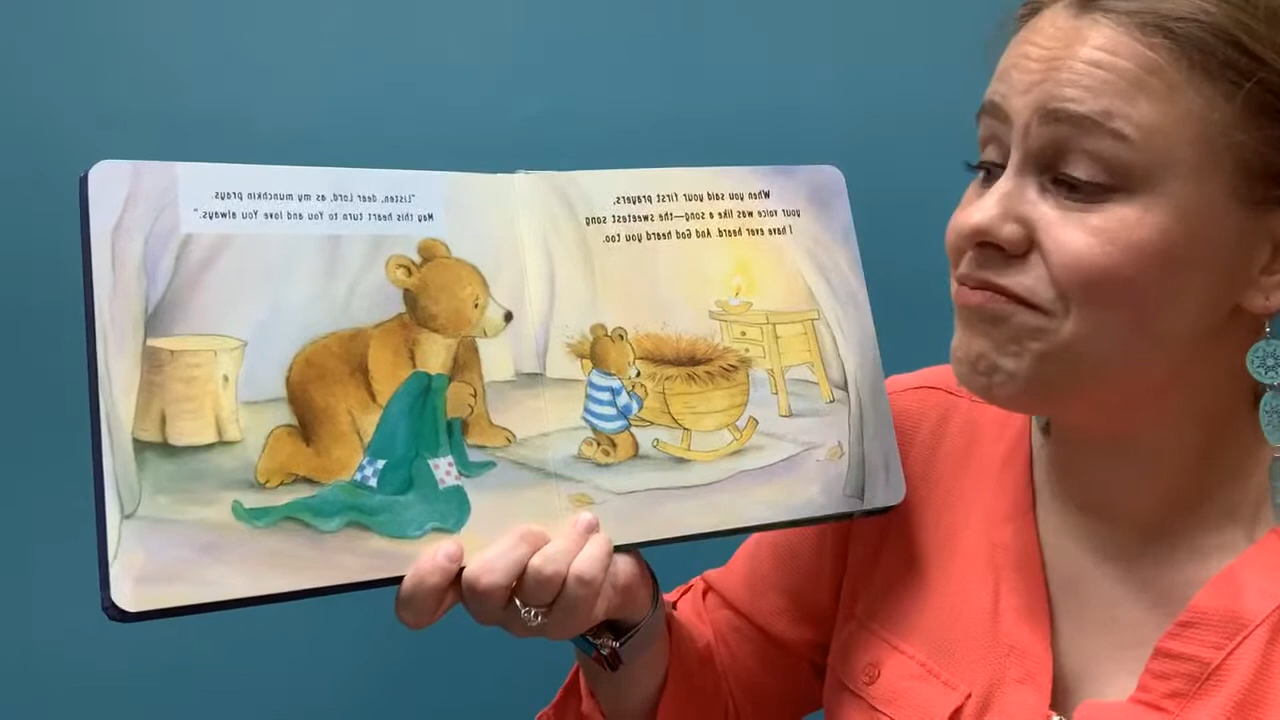 When you said your first prayers,
your voice was like a song—the sweetest song
I have ever heard. And God heard you too.
"Listen, dear Lord, as my munchkin prays.
May this heart turn to You and love You always."